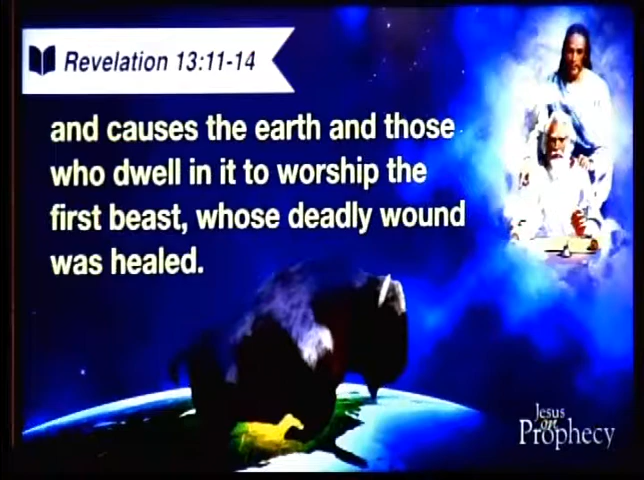 Revelation 13:11-14
and causes the earth and those
who dwell in it to worship the
first beast, whose deadly wound
was healed.
Jesus
on
Prophecy